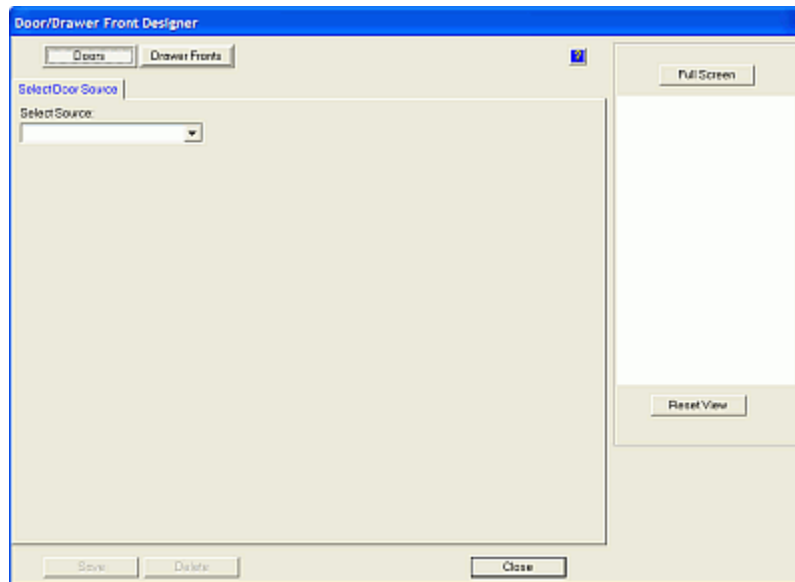 Door/Drawer Front Designer
Doors
Drawer Fronts
?
Full Screen
Select Door Source
Select Source:
Reset View
Save
Delete
Close